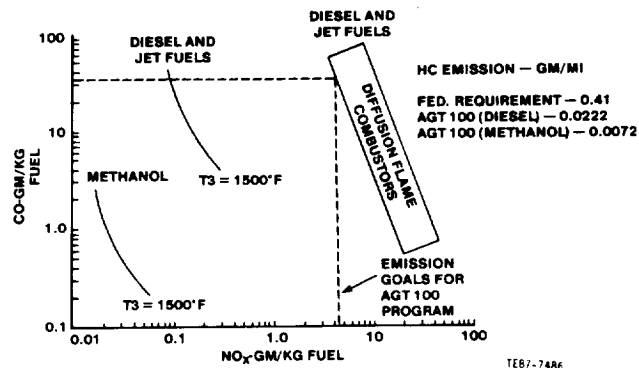 DIESEL AND
JET FUELS
100
10
1.0
0.1
CO-GM/KG
FUEL
DIESEL AND
JET FUELS
METHANOL
T3 = 1500°F
T3 = 1500°F
DIFFUSION FLAME
COMBUSTORS
HC EMISSION — GM/MI
FED. REQUIREMENT — 0.41
AGT 100 (DIESEL) — 0.0222
AGT 100 (METHANOL) — 0.0072
EMISSION
GOALS FOR
AGT 100
PROGRAM
0.01
0.1
1.0
10
100
NOX-GM/KG FUEL
TE87-7486